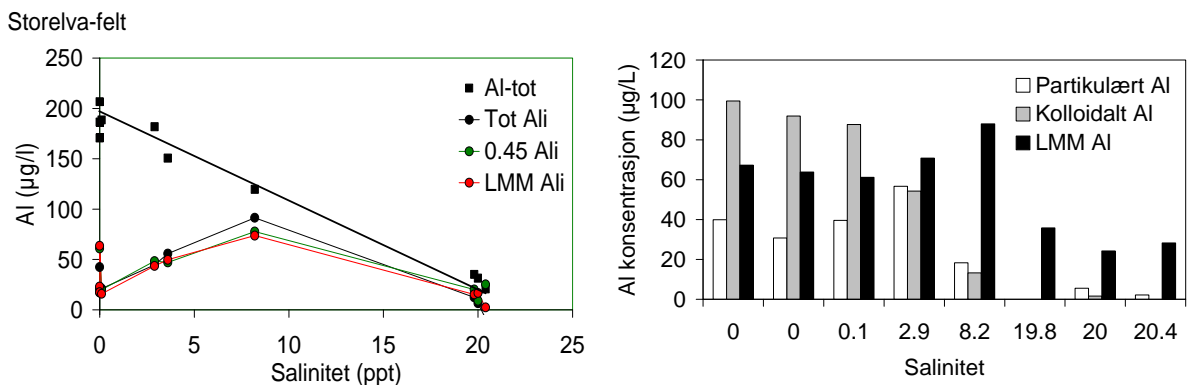 Storelva-felt
Al (µg/l)
250
200
150
100
50
0
0 5 10 15 20 25
Salinitet (ppt)
Al-tot
Tot Ali
0.45 Ali
LMM Ali
Al konsentrasjon (µg/L)
120
100
80
60
40
20
0
0 0 0.1 2.9 8.2 19.8 20 20.4
Salinitet
Partikulært Al
Kolloidalt Al
LMM Al